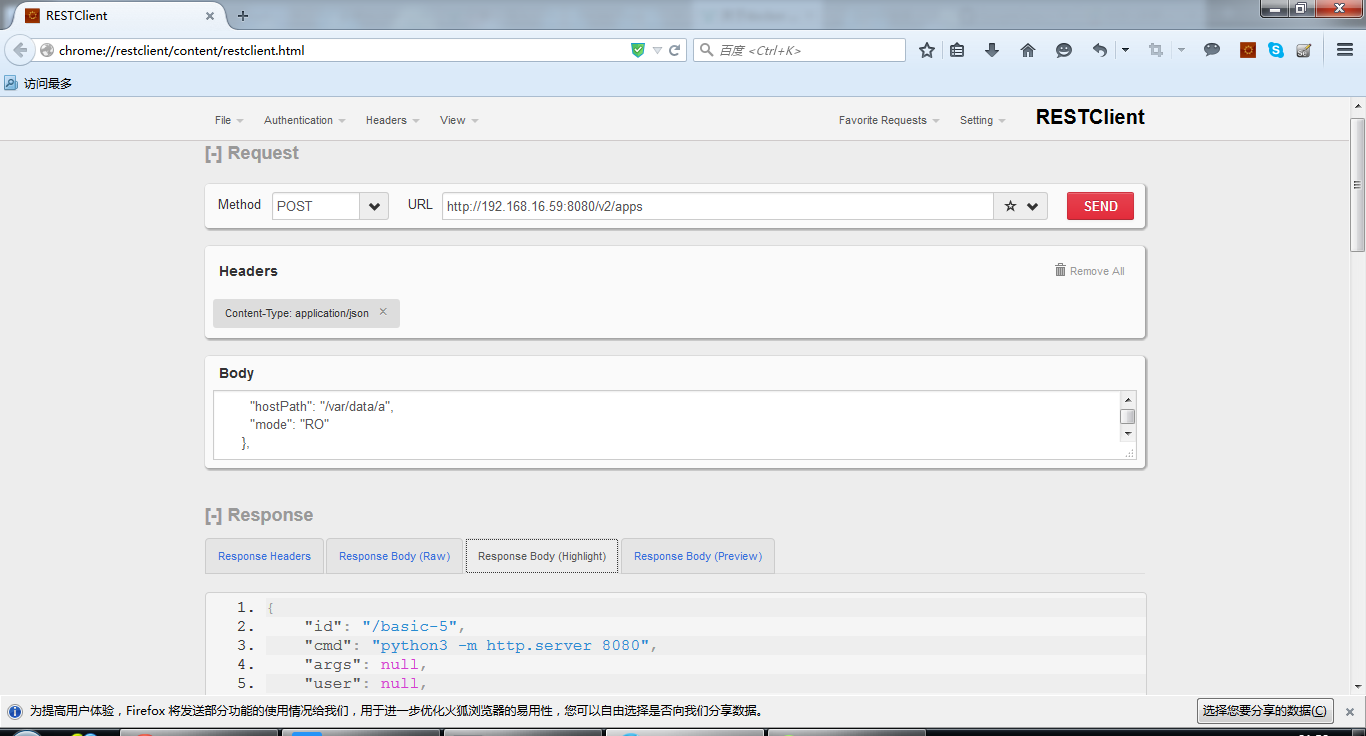 RESTClient
chrome://restclient/content/restclient.html
百度 <Ctrl+K>
访问最多
File Authentication Headers View Favorite Requests Setting RESTClient
[-] Request
Method POST URL http://192.168.16.59:8080/v2/apps SEND
Headers Remove All
Content-Type: application/json
Body
"hostPath": "/var/data/a",
"mode": "RO"
},
[-] Response
Response Headers Response Body (Raw) Response Body (Highlight) Response Body (Preview)
1. {
2. "id": "/basic-5",
3. "cmd": "python3 -m http.server 8080",
4. "args": null,
5. "user": null,
为提高用户体验，Firefox 将发送部分功能的使用情况给我们，用于进一步优化火狐浏览器的易用性，您可以自由选择是否向我们分享数据。 选择您要分享的数据(C)